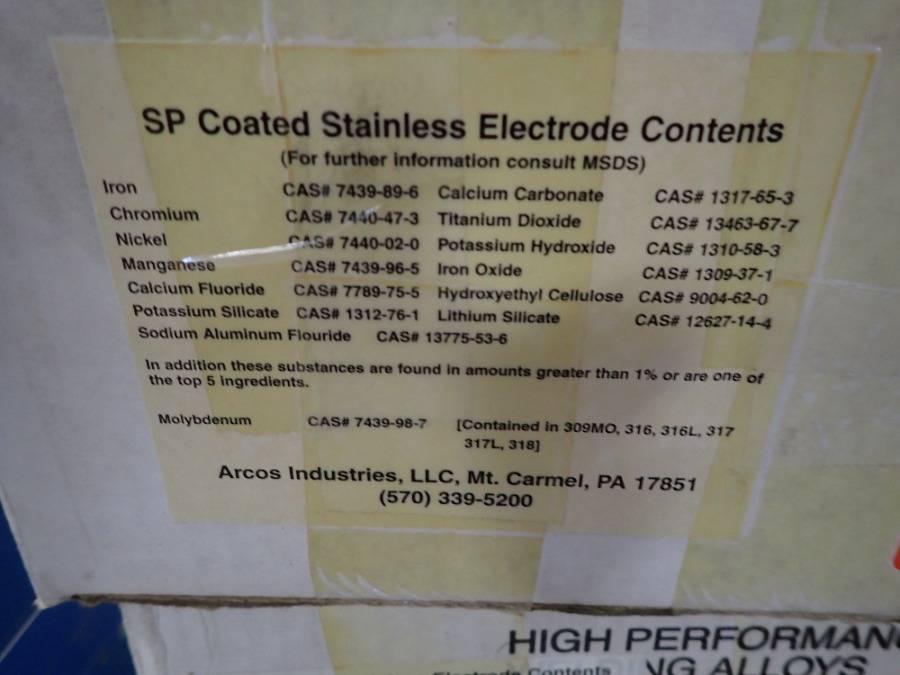 SP Coated Stainless Electrode Contents
(For further information consult MSDS)
Iron CAS# 7439-89-6 Calcium Carbonate CAS# 1317-65-3
Chromium CAS# 7440-47-3 Titanium Dioxide CAS# 13463-67-7
Nickel CAS# 7440-02-0 Potassium Hydroxide CAS# 1310-58-3
Manganese CAS# 7439-96-5 Iron Oxide CAS# 1309-37-1
Calcium Fluoride CAS# 7789-75-5 Hydroxyethyl Cellulose CAS# 9004-62-0
Potassium Silicate CAS# 1312-76-1 Lithium Silicate CAS# 12627-14-4
Sodium Aluminum Flouride CAS# 13775-53-6
In addition these substances are found in amounts greater than 1% or are one of
the top 5 ingredients.
Molybdenum CAS# 7439-98-7 [Contained in 309MO, 316, 316L, 317
317L, 318]
Arcos Industries, LLC, Mt. Carmel, PA 17851
(570) 339-5200
HIGH PERFORMAN
NG ALLOYS
Electrode Contents